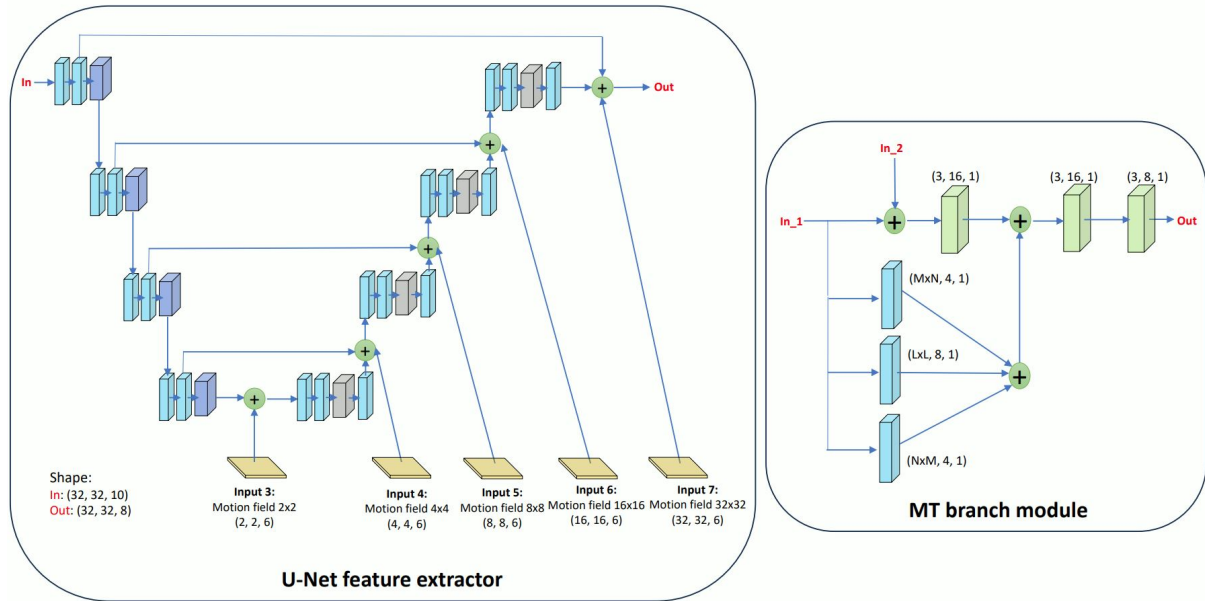 In
+
Out
+
+
+
+
Shape:
In: (32, 32, 10)
Out: (32, 32, 8)
Input 3:
Motion field 2x2
(2, 2, 6)
Input 4:
Motion field 4x4
(4, 4, 6)
Input 5:
Motion field 8x8
(8, 8, 6)
Input 6:
Motion field 16x16
(16, 16, 6)
Input 7:
Motion field 32x32
(32, 32, 6)
U-Net feature extractor
In_2
(3, 16, 1)
(3, 16, 1)
(3, 8, 1)
In_1
+
+
Out
(MxN, 4, 1)
(LxL, 8, 1)
+
(NxM, 4, 1)
MT branch module